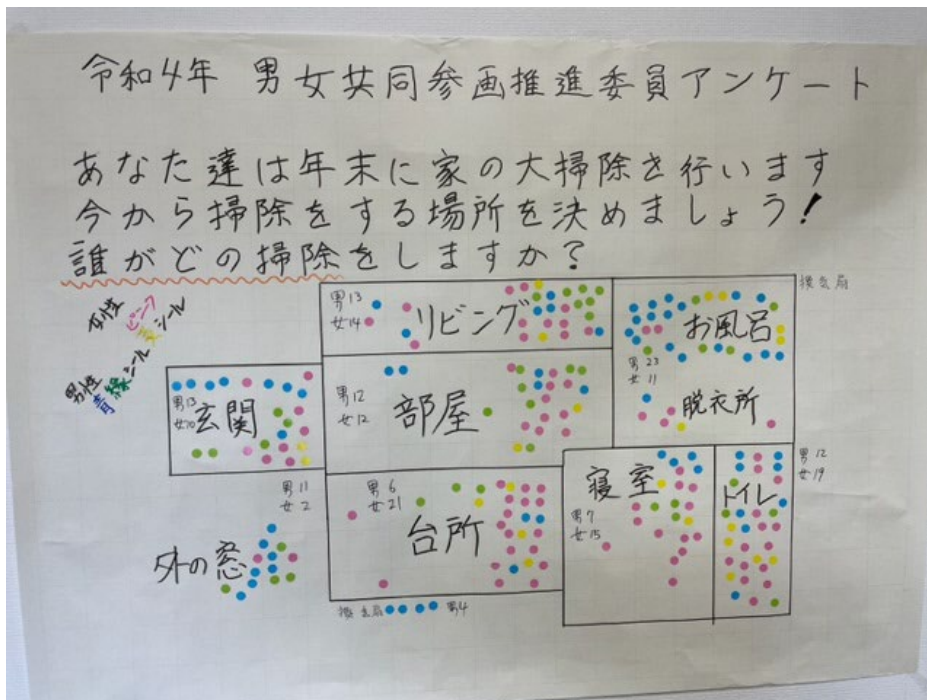 令和4年 男女共同参画推進委員アンケート
あなた達は年末に家の大掃除を行います
今から掃除をする場所を決めましょう!
誰がどの掃除をしますか?
女性 ピンク 黄シール
男性 青緑シール
換気扇
男13
女14
リビング
お風呂
男23
女11
脱衣所
男13
女10
玄関
男12
女12
部屋
男12
女19
トイレ
男11
女2
外の窓
男6
女21
台所
寝室
男7
女15
換気扇 男4